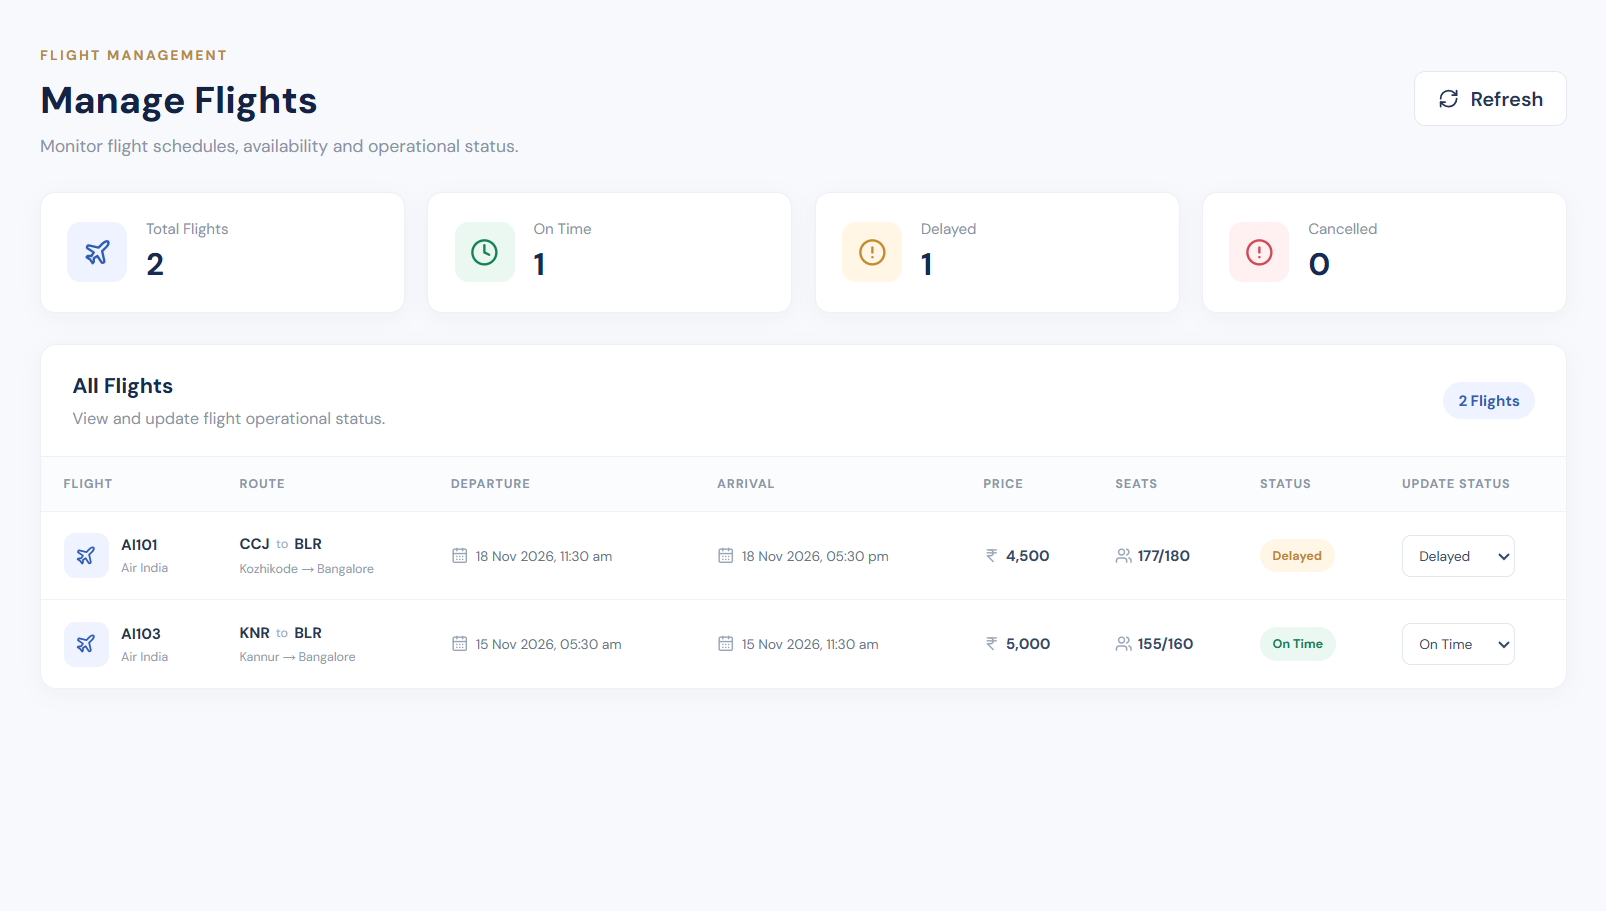 FLIGHT MANAGEMENT
Manage Flights
Monitor flight schedules, availability and operational status.
Refresh
Total Flights
2
On Time
1
Delayed
1
Cancelled
0
All Flights
View and update flight operational status.
2 Flights
FLIGHT ROUTE DEPARTURE ARRIVAL PRICE SEATS STATUS UPDATE STATUS
AI101
Air India
CCJ to BLR
Kozhikode → Bangalore
18 Nov 2026, 11:30 am
18 Nov 2026, 05:30 pm
₹ 4,500
177/180
Delayed
Delayed
AI103
Air India
KNR to BLR
Kannur → Bangalore
15 Nov 2026, 05:30 am
15 Nov 2026, 11:30 am
₹ 5,000
155/160
On Time
On Time